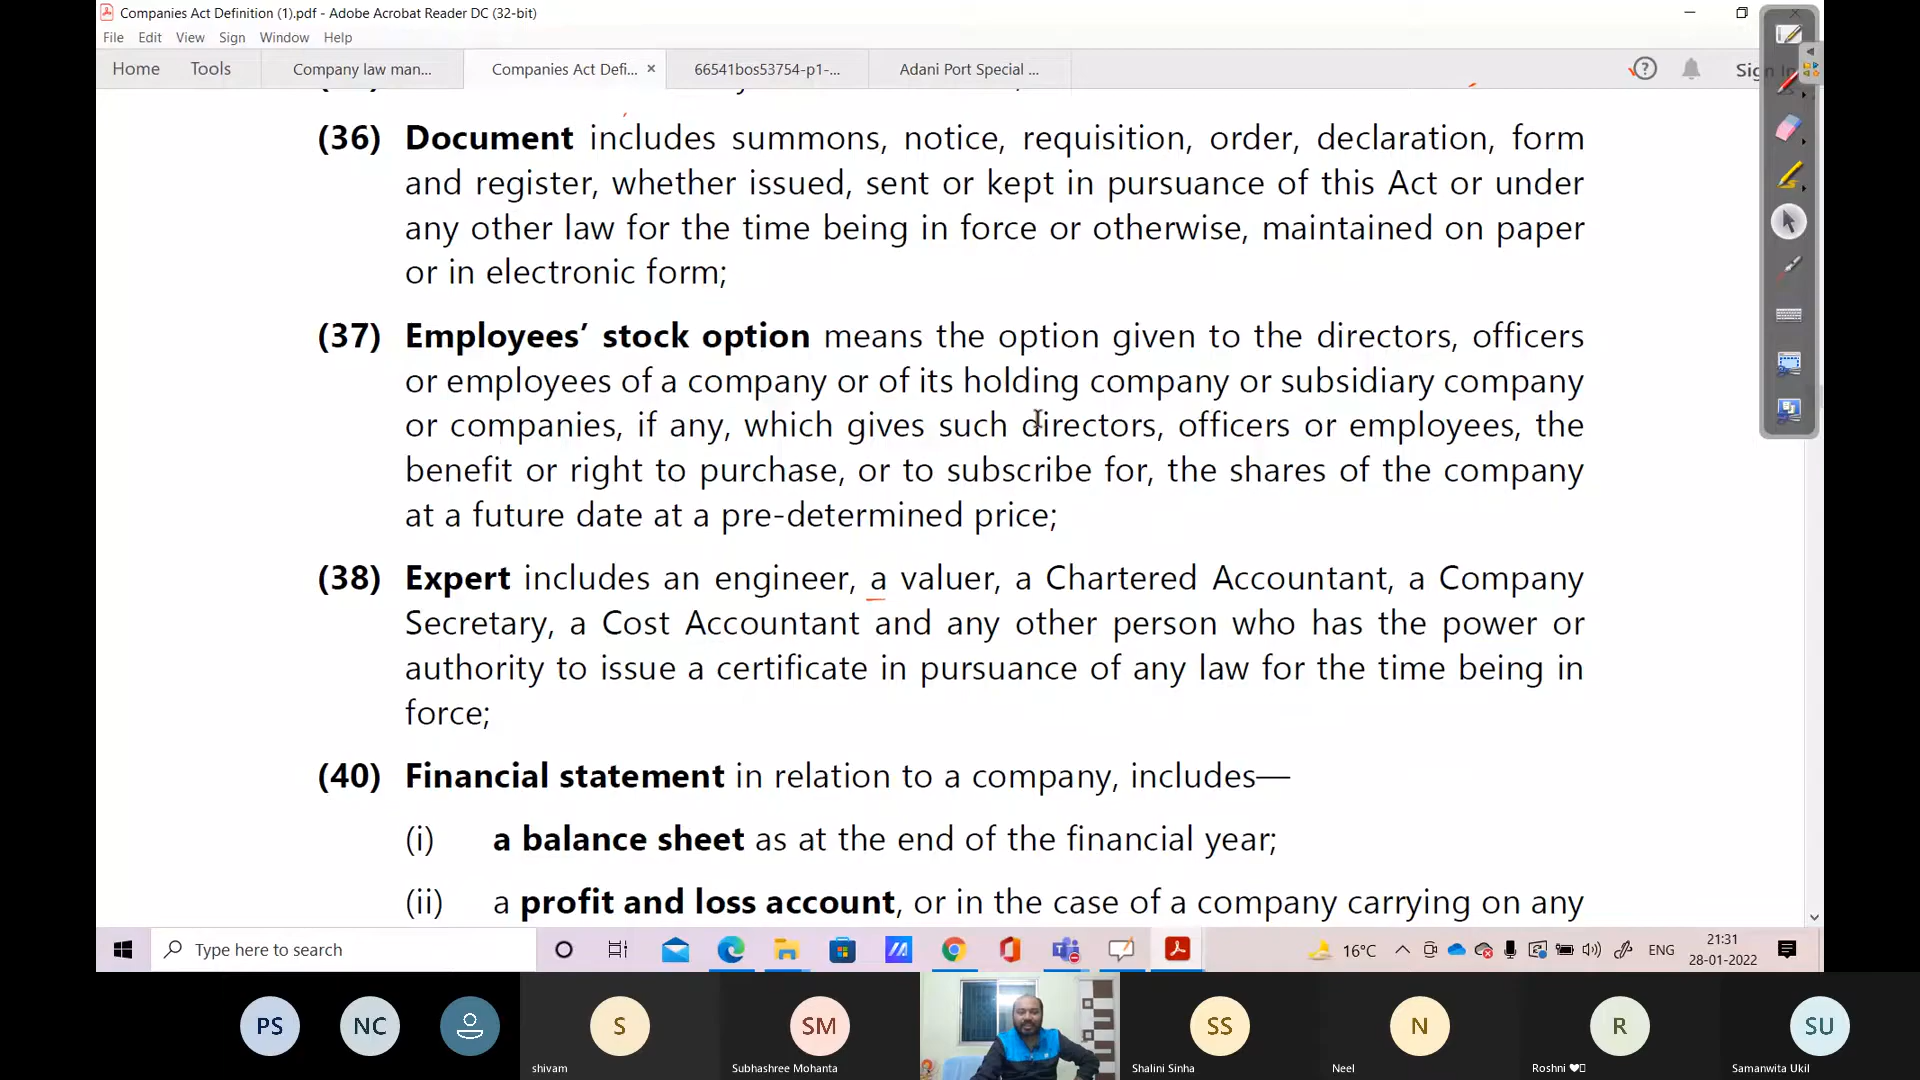 Companies Act Definition (1).pdf - Adobe Acrobat Reader DC (32-bit)
File Edit View Sign Window Help
Home Tools Company law man... Companies Act Defi... × 66541bos53754-p1-... Adani Port Special ... Sign In
(36) Document includes summons, notice, requisition, order, declaration, form
and register, whether issued, sent or kept in pursuance of this Act or under
any other law for the time being in force or otherwise, maintained on paper
or in electronic form;
(37) Employees’ stock option means the option given to the directors, officers
or employees of a company or of its holding company or subsidiary company
or companies, if any, which gives such directors, officers or employees, the
benefit or right to purchase, or to subscribe for, the shares of the company
at a future date at a pre-determined price;
(38) Expert includes an engineer, a valuer, a Chartered Accountant, a Company
Secretary, a Cost Accountant and any other person who has the power or
authority to issue a certificate in pursuance of any law for the time being in
force;
(40) Financial statement in relation to a company, includes—
(i) a balance sheet as at the end of the financial year;
(ii) a profit and loss account, or in the case of a company carrying on any
Type here to search 16°C ENG 21:31
28-01-2022
PS NC S SM SS N R SU
shivam Subhashree Mohanta Shalini Sinha Neel Roshni ❤ Samanwita Ukil